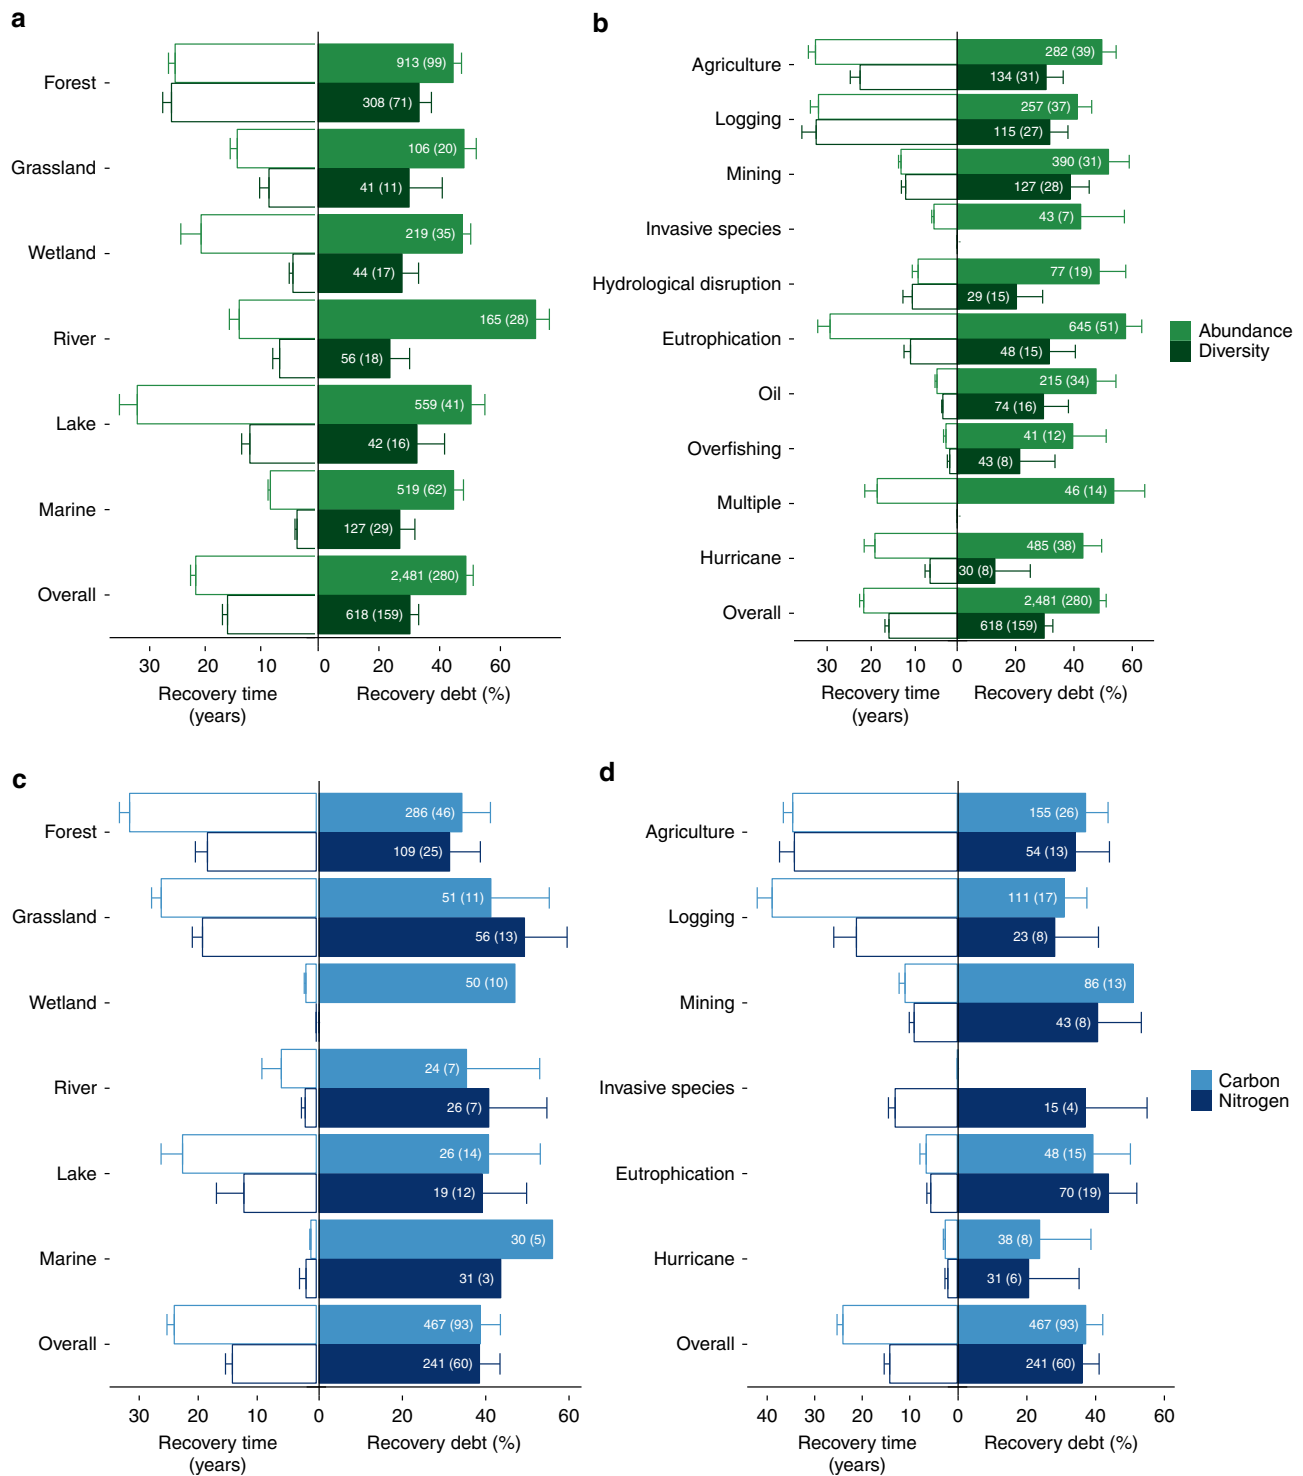 a
Forest
913 (99)
308 (71)
Grassland
106 (20)
41 (11)
Wetland
219 (35)
44 (17)
River
165 (28)
56 (18)
Lake
559 (41)
42 (16)
Marine
519 (62)
127 (29)
Overall
2,481 (280)
618 (159)
30 20 10 0 20 40 60
Recovery time
(years)
Recovery debt (%)
b
Agriculture
282 (39)
134 (31)
Logging
257 (37)
115 (27)
Mining
390 (31)
127 (28)
Invasive species
43 (7)
Hydrological disruption
77 (19)
29 (15)
Eutrophication
645 (51)
48 (15)
Oil
215 (34)
74 (16)
Overfishing
41 (12)
43 (8)
Multiple
46 (14)
Hurricane
485 (38)
30 (8)
Overall
2,481 (280)
618 (159)
30 20 10 0 20 40 60
Recovery time
(years)
Recovery debt (%)
Abundance
Diversity
c
Forest
286 (46)
109 (25)
Grassland
51 (11)
56 (13)
Wetland
50 (10)
River
24 (7)
26 (7)
Lake
26 (14)
19 (12)
Marine
30 (5)
31 (3)
Overall
467 (93)
241 (60)
30 20 10 0 20 40 60
Recovery time
(years)
Recovery debt (%)
d
Agriculture
155 (26)
54 (13)
Logging
111 (17)
23 (8)
Mining
86 (13)
43 (8)
Invasive species
15 (4)
Eutrophication
48 (15)
70 (19)
Hurricane
38 (8)
31 (6)
Overall
467 (93)
241 (60)
40 30 20 10 0 20 40 60
Recovery time
(years)
Recovery debt (%)
Carbon
Nitrogen